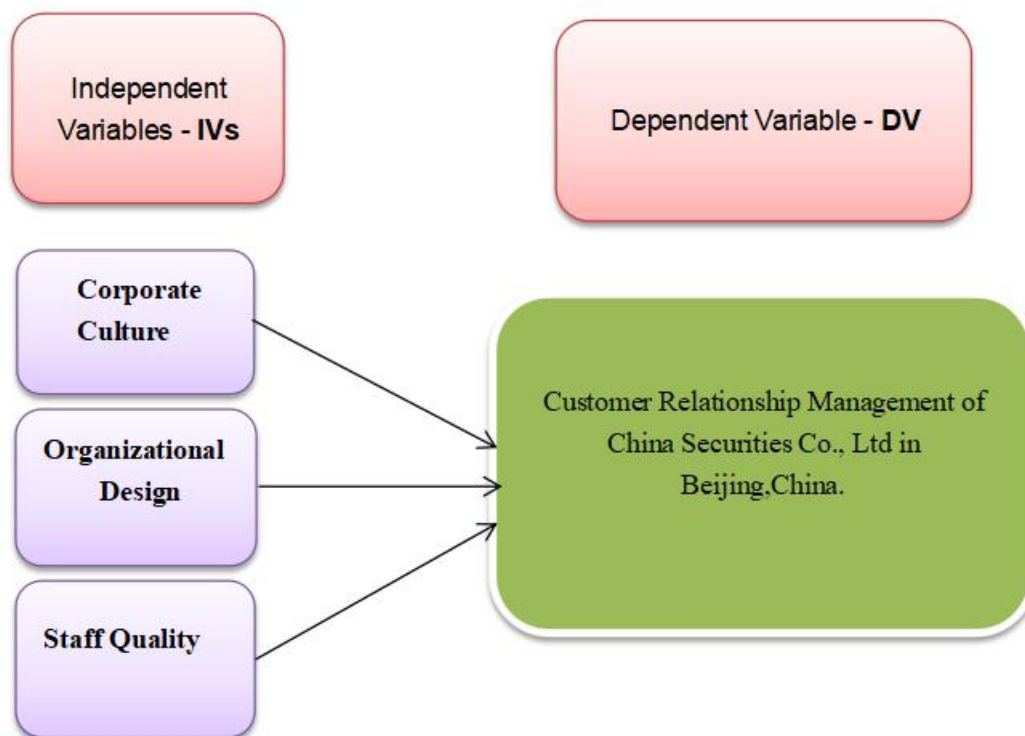 Independent
Variables - IVs
Dependent Variable - DV
Corporate
Culture
Organizational
Design
Staff Quality
Customer Relationship Management of
China Securities Co., Ltd in
Beijing,China.